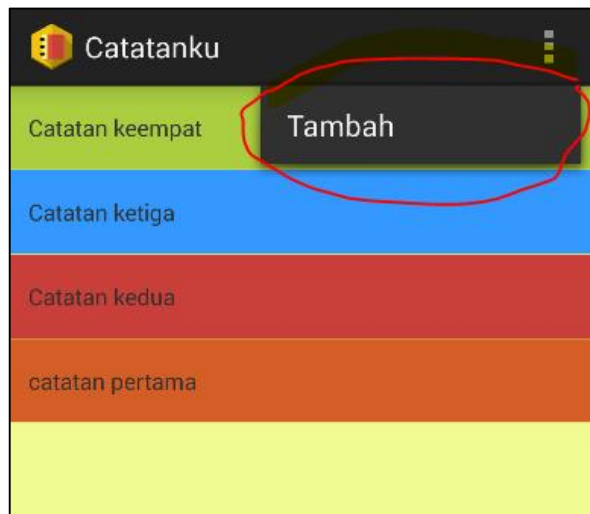 Catatanku
Catatan keempat
Tambah
Catatan ketiga
Catatan kedua
catatan pertama